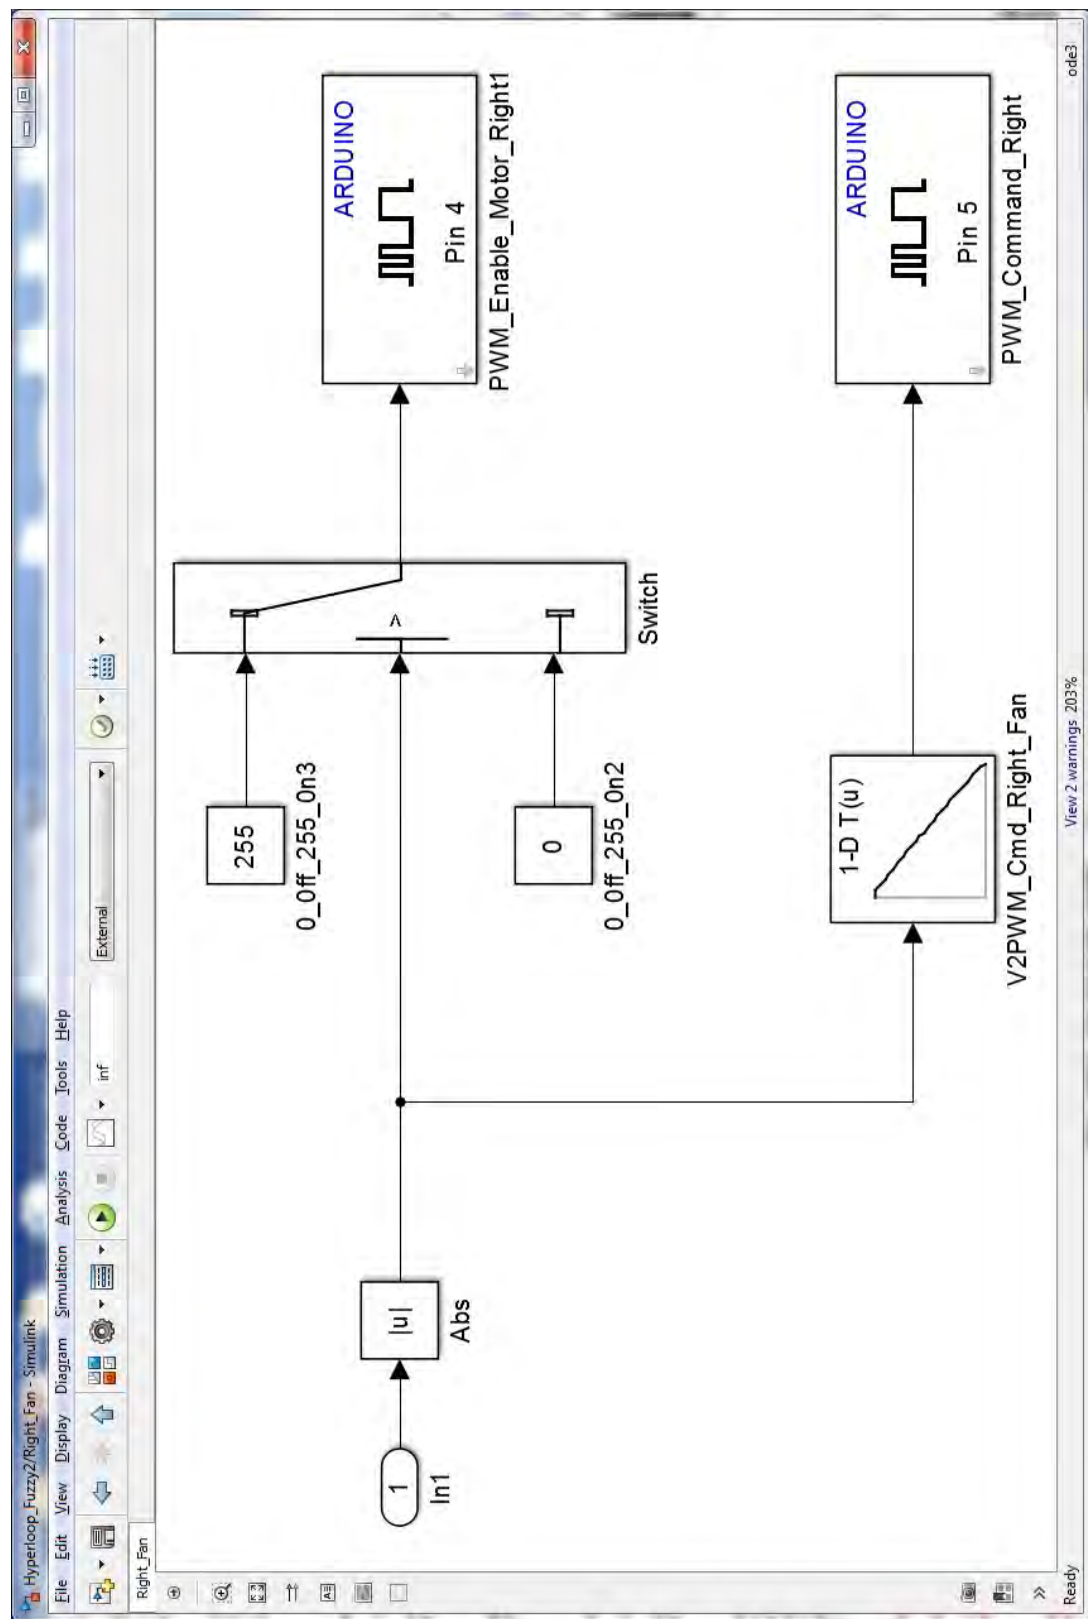 Hyperloop_Fuzzy2/Right_Fan - Simulink
File Edit View Display Diagram Simulation Analysis Code Tools Help
inf
External
Right_Fan
255
0_0ff_255_0n3
ARDUINO
Pin 4
PWM_Enable_Motor_Right1
1
In1
|u|
Abs
>
Switch
0
0_0ff_255_0n2
1-D T(u)
V2PWM_Cmd_Right_Fan
ARDUINO
Pin 5
PWM_Command_Right
Ready
View 2 warnings 203%
ode3